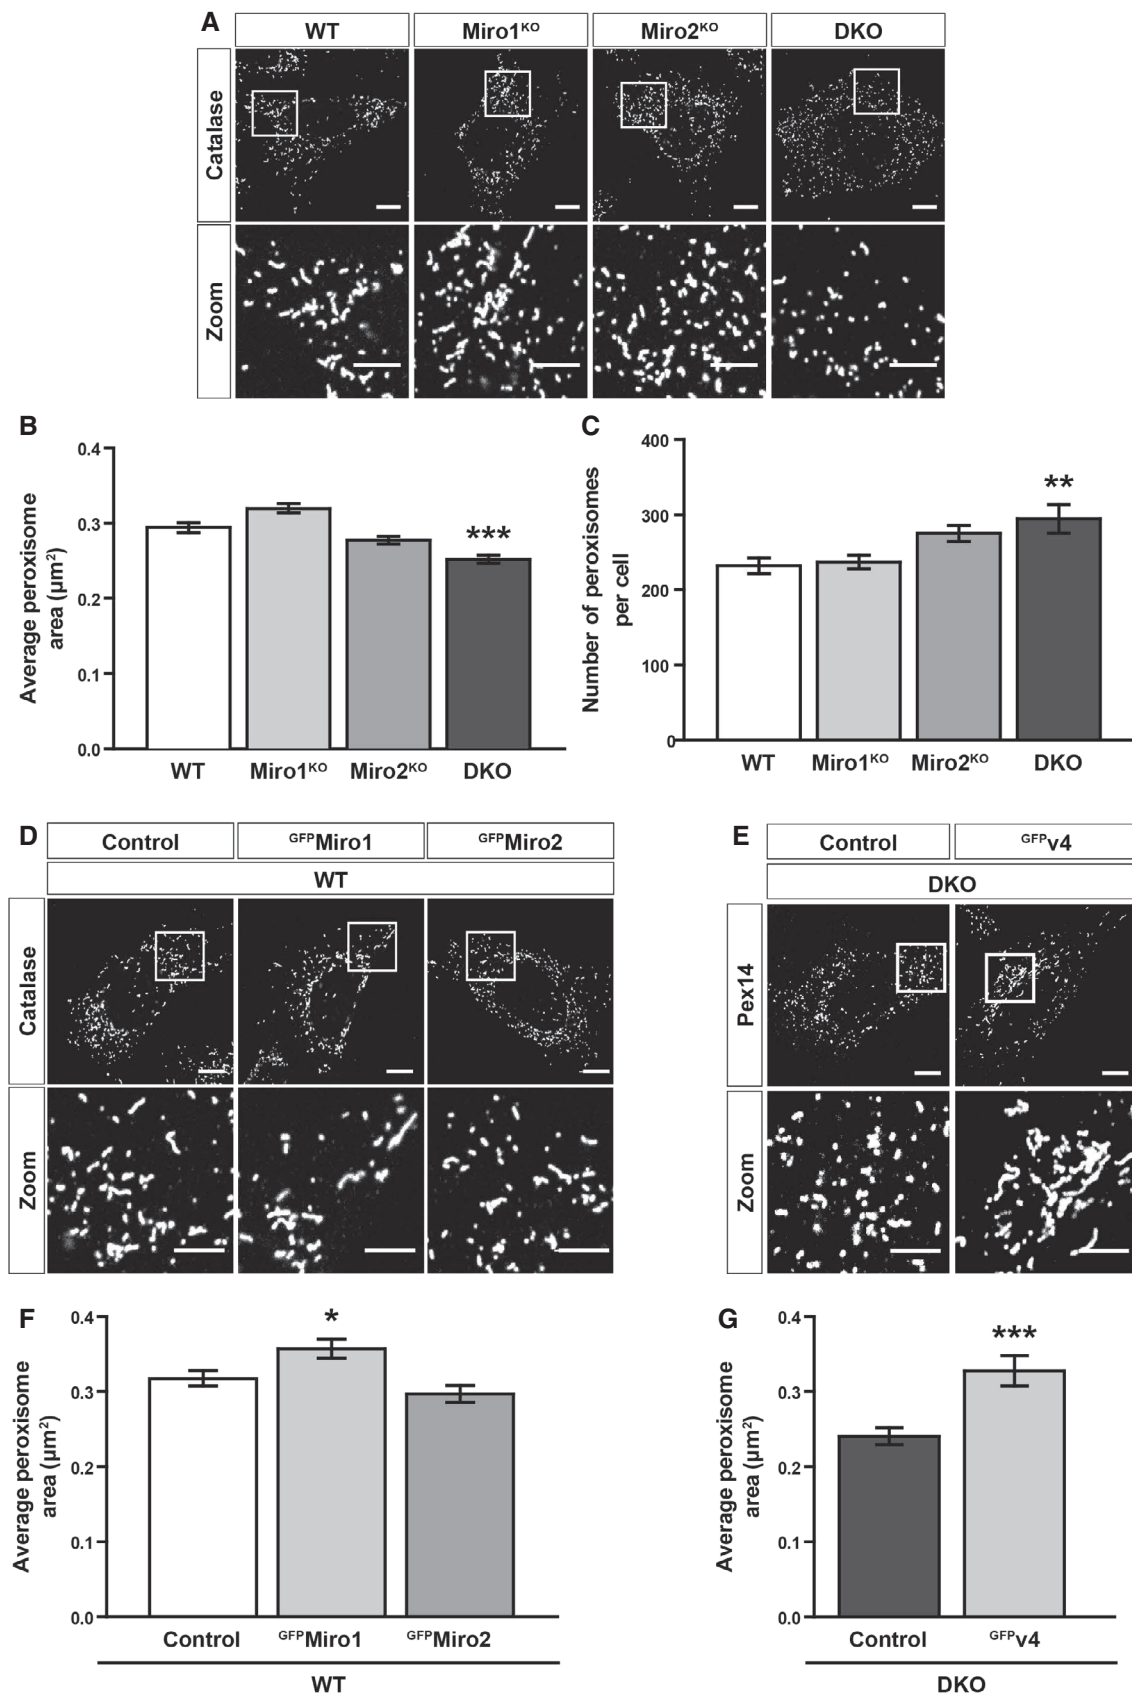 A
WT
Miro1ᴷᴼ
Miro2ᴷᴼ
DKO
Catalase
Zoom
B
Average peroxisome
area (µm²)
0.4
0.3
0.2
0.1
0.0
***
WT
Miro1ᴷᴼ
Miro2ᴷᴼ
DKO
C
Number of peroxisomes
per cell
400
300
200
100
0
**
WT
Miro1ᴷᴼ
Miro2ᴷᴼ
DKO
D
Control
ᴳᶠᴾMiro1
ᴳᶠᴾMiro2
WT
Catalase
Zoom
E
Control
ᴳᶠᴾv4
DKO
Pex14
Zoom
F
Average peroxisome
area (µm²)
0.4
0.3
0.2
0.1
0.0
*
Control
ᴳᶠᴾMiro1
ᴳᶠᴾMiro2
WT
G
Average peroxisome
area (µm²)
0.4
0.3
0.2
0.1
0.0
***
Control
ᴳᶠᴾv4
DKO